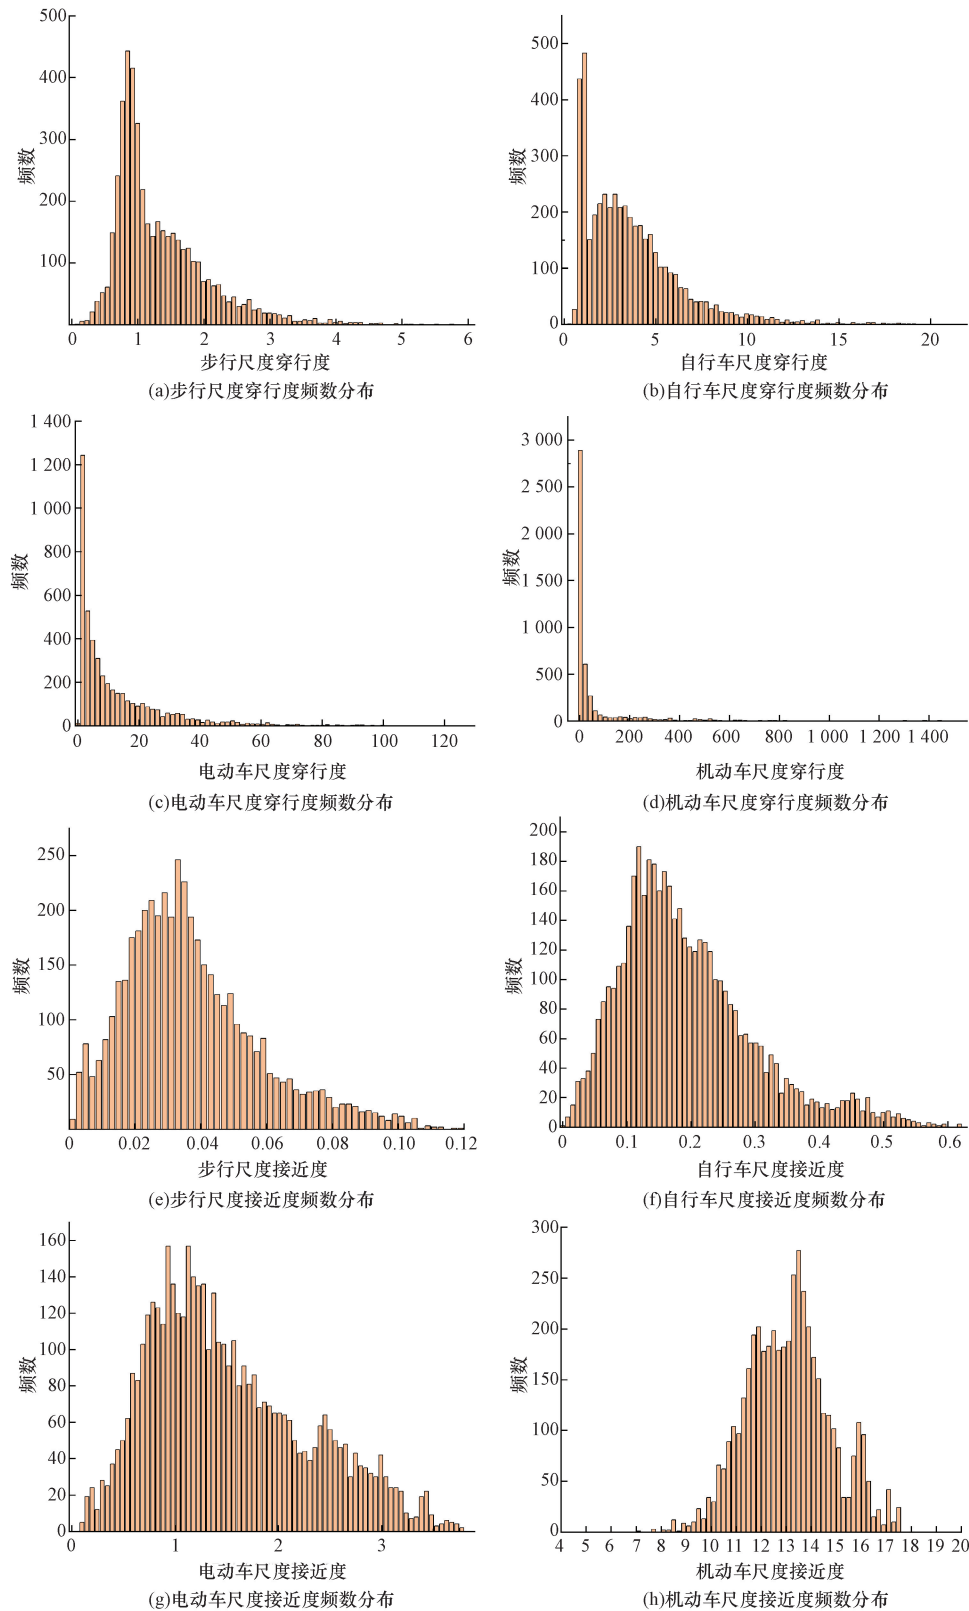 500
400
300
200
100
0 1 2 3 4 5 6
频数
步行尺度穿行度
(a)步行尺度穿行度频数分布
500
400
300
200
100
0
0 5 10 15 20
频数
自行车尺度穿行度
(b)自行车尺度穿行度频数分布
1 400
1 200
1 000
800
600
400
200
0
0 20 40 60 80 100 120
频数
电动车尺度穿行度
(c)电动车尺度穿行度频数分布
3 000
2 500
2 000
1 500
1 000
500
0
0 200 400 600 800 1 000 1 200 1 400
频数
机动车尺度穿行度
(d)机动车尺度穿行度频数分布
250
200
150
100
50
0 0.02 0.04 0.06 0.08 0.10 0.12
频数
步行尺度接近度
(e)步行尺度接近度频数分布
200
180
160
140
120
100
80
60
40
20
0
0 0.1 0.2 0.3 0.4 0.5 0.6
频数
自行车尺度接近度
(f)自行车尺度接近度频数分布
160
140
120
100
80
60
40
20
0
0 1 2 3
频数
电动车尺度接近度
(g)电动车尺度接近度频数分布
300
250
200
150
100
50
0
4 5 6 7 8 9 10 11 12 13 14 15 16 17 18 19 20
频数
机动车尺度接近度
(h)机动车尺度接近度频数分布